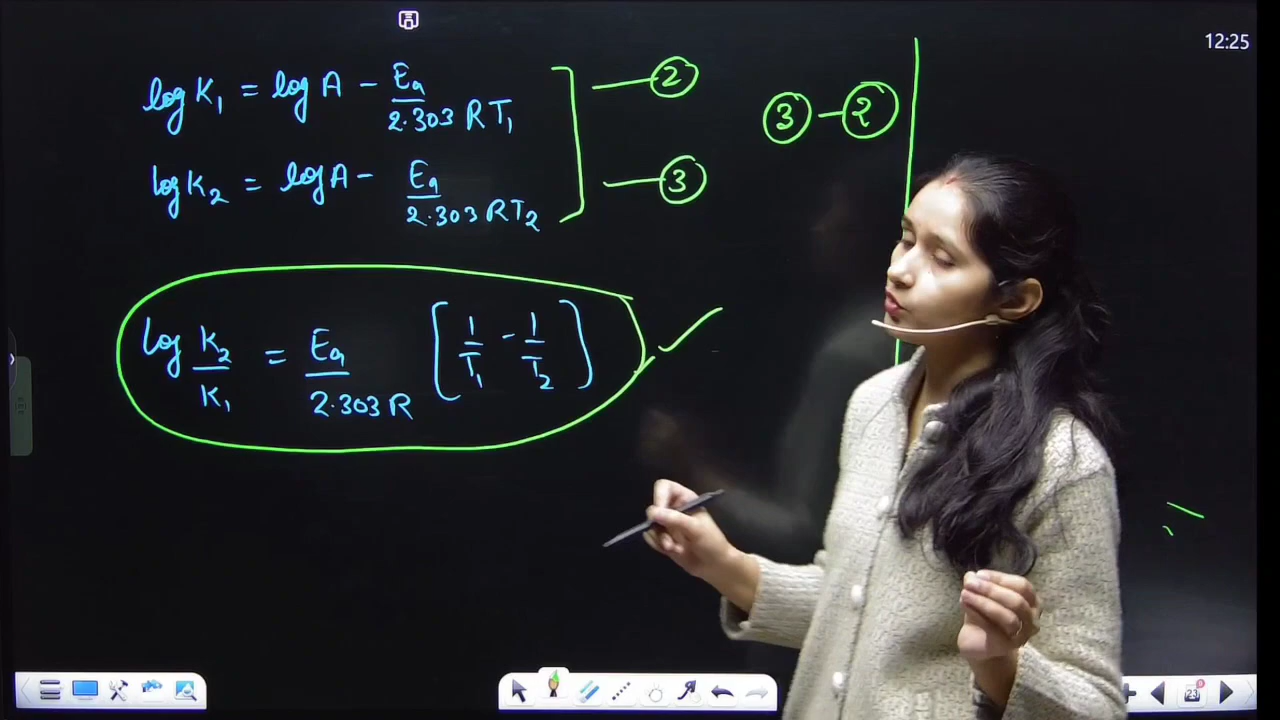 12:25
log K₁ = log A - Ea/2.303 RT₁ ② 
log K₂ = log A - Ea/2.303 RT₂ ③
③ - ②
log K₂/K₁ = Ea/2.303 R [1/T₁ - 1/T₂]
23